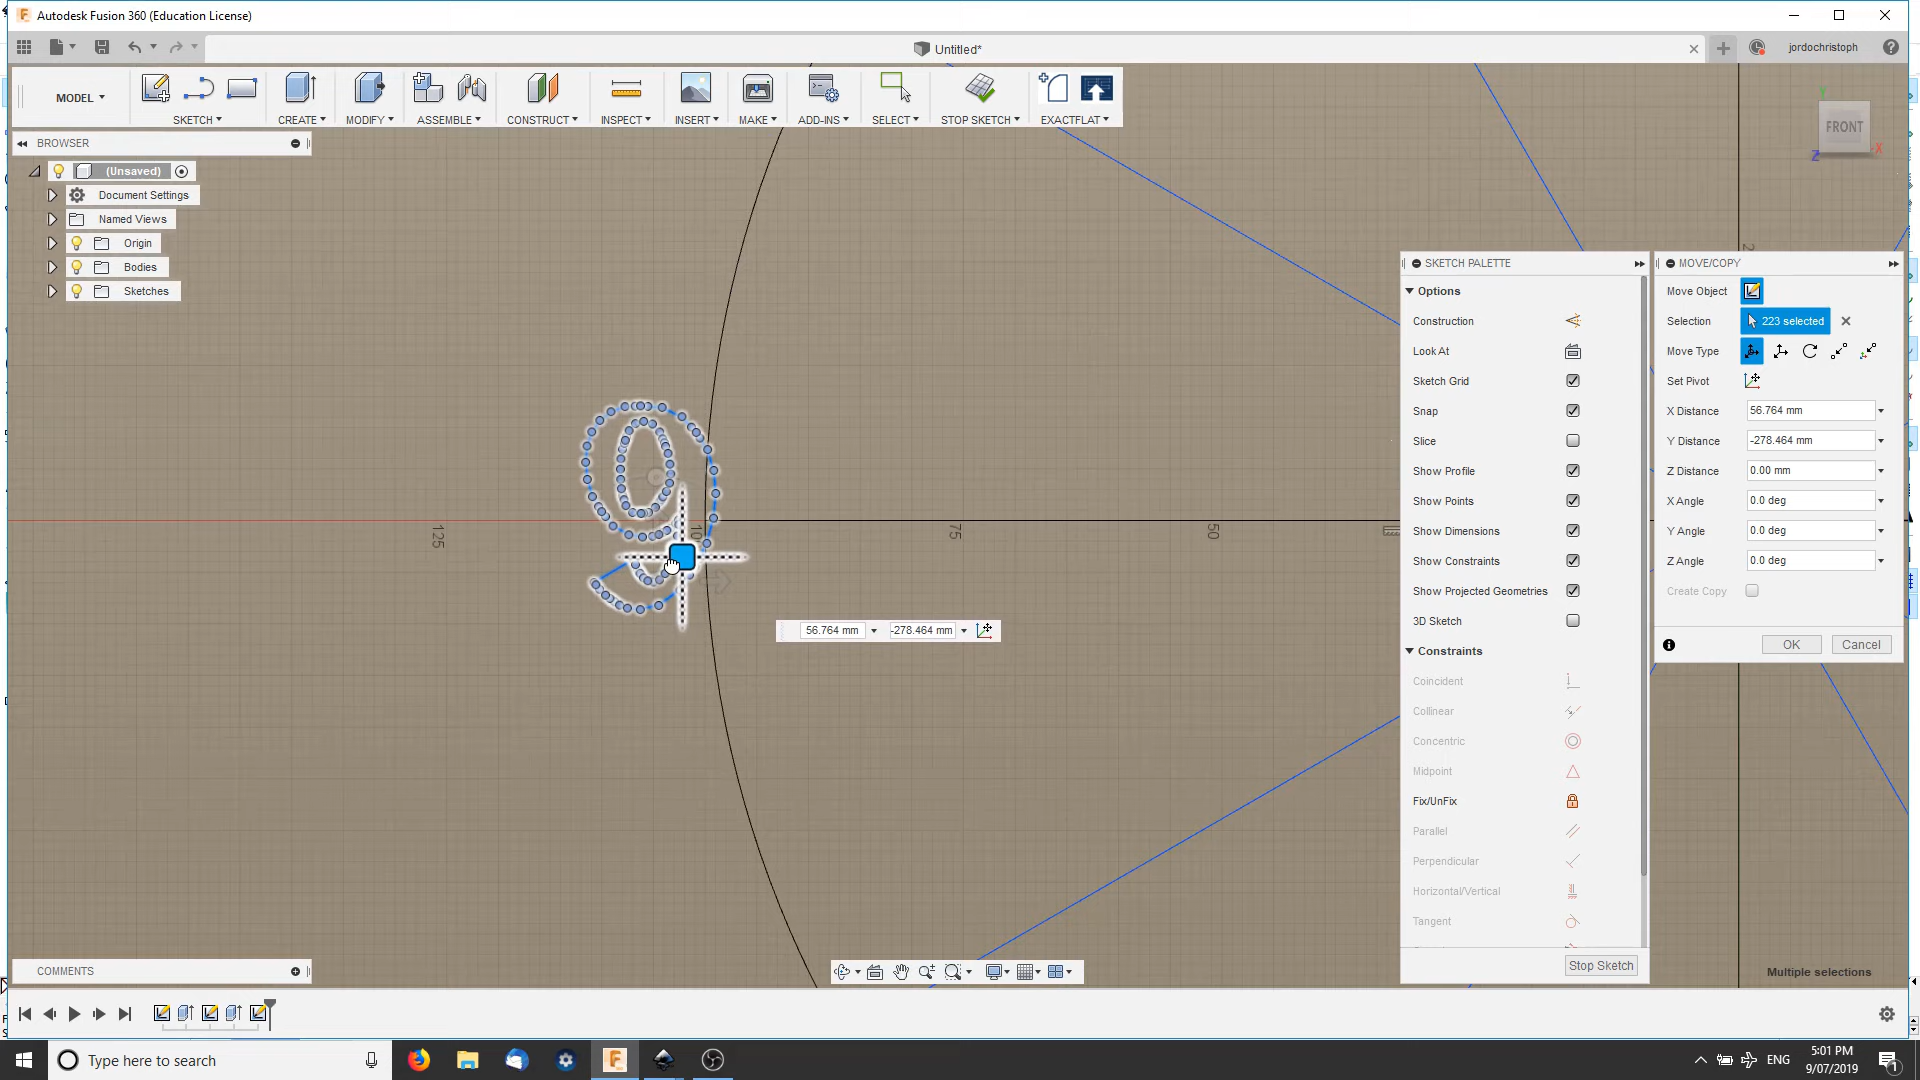 Autodesk Fusion 360 (Education License)
Untitled*
jordochristoph
MODEL
SKETCH
CREATE
MODIFY
ASSEMBLE
CONSTRUCT
INSPECT
INSERT
MAKE
ADD-INS
SELECT
STOP SKETCH
EXACTFLAT
FRONT
Y
X
Z
BROWSER
(Unsaved)
Document Settings
Named Views
Origin
Bodies
Sketches
125
75
50
9
SKETCH PALETTE
Options
Construction
Look At
Sketch Grid
Snap
Slice
Show Profile
Show Points
Show Dimensions
Show Constraints
Show Projected Geometries
3D Sketch
Constraints
Coincident
Collinear
Concentric
Midpoint
Fix/UnFix
Parallel
Perpendicular
Horizontal/Vertical
Tangent
Stop Sketch
MOVE/COPY
Move Object
Selection 223 selected
Move Type
Set Pivot
X Distance 56.764 mm
Y Distance -278.464 mm
Z Distance 0.00 mm
X Angle 0.0 deg
Y Angle 0.0 deg
Z Angle 0.0 deg
Create Copy
OK Cancel
56.764 mm -278.464 mm
Multiple selections
COMMENTS
Type here to search
ENG
5:01 PM
9/07/2019
1